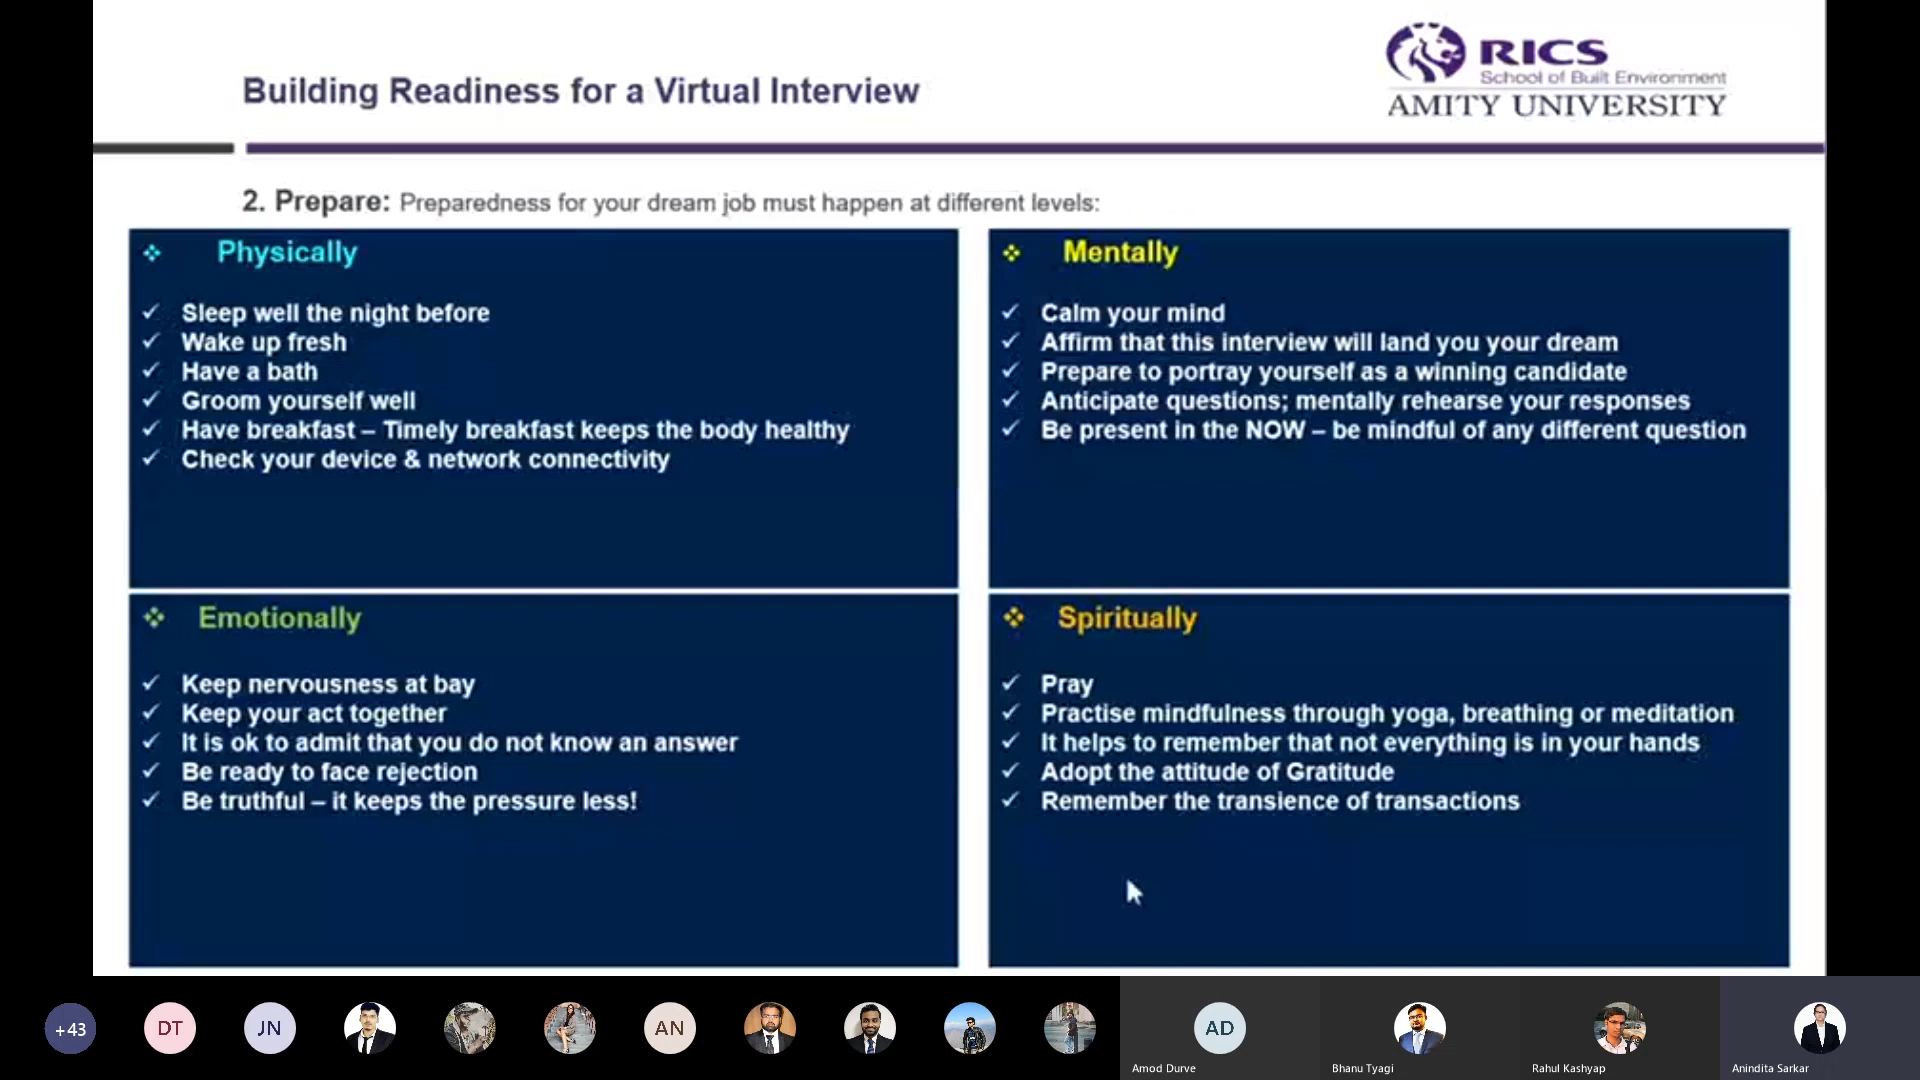 RICS
School of Built Environment
AMITY UNIVERSITY
Building Readiness for a Virtual Interview
2. Prepare: Preparedness for your dream job must happen at different levels:
❖ Physically
✓ Sleep well the night before
✓ Wake up fresh
✓ Have a bath
✓ Groom yourself well
✓ Have breakfast – Timely breakfast keeps the body healthy
✓ Check your device & network connectivity
❖ Mentally
✓ Calm your mind
✓ Affirm that this interview will land you your dream
✓ Prepare to portray yourself as a winning candidate
✓ Anticipate questions; mentally rehearse your responses
✓ Be present in the NOW – be mindful of any different question
❖ Emotionally
✓ Keep nervousness at bay
✓ Keep your act together
✓ It is ok to admit that you do not know an answer
✓ Be ready to face rejection
✓ Be truthful – it keeps the pressure less!
❖ Spiritually
✓ Pray
✓ Practise mindfulness through yoga, breathing or meditation
✓ It helps to remember that not everything is in your hands
✓ Adopt the attitude of Gratitude
✓ Remember the transience of transactions
+43
DT
JN
AN
AD
Amod Durve
Bhanu Tyagi
Rahul Kashyap
Anindita Sarkar